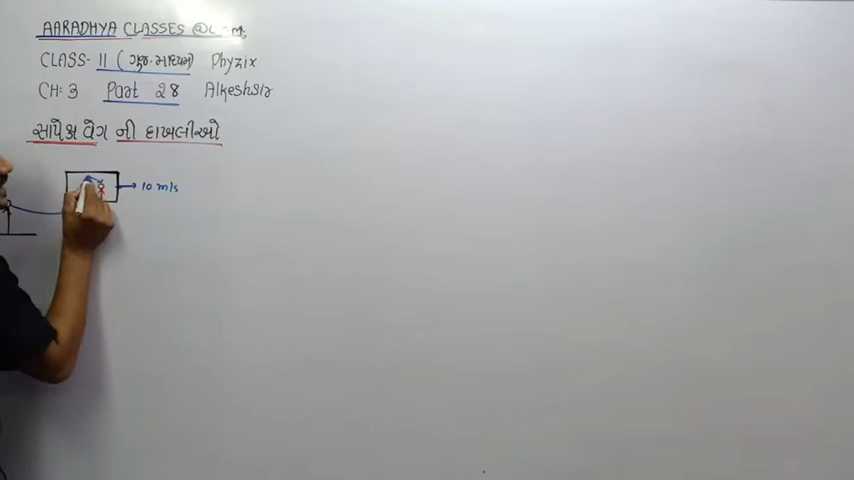 AARADHYA CLASSES
CLASS- 11 (ગુજ-માધ્યમ) Phyzix
CH: 3 Part 28 Alkeshsir
સાપેક્ષ વેગ ની દાખલીઓ
10 m/s